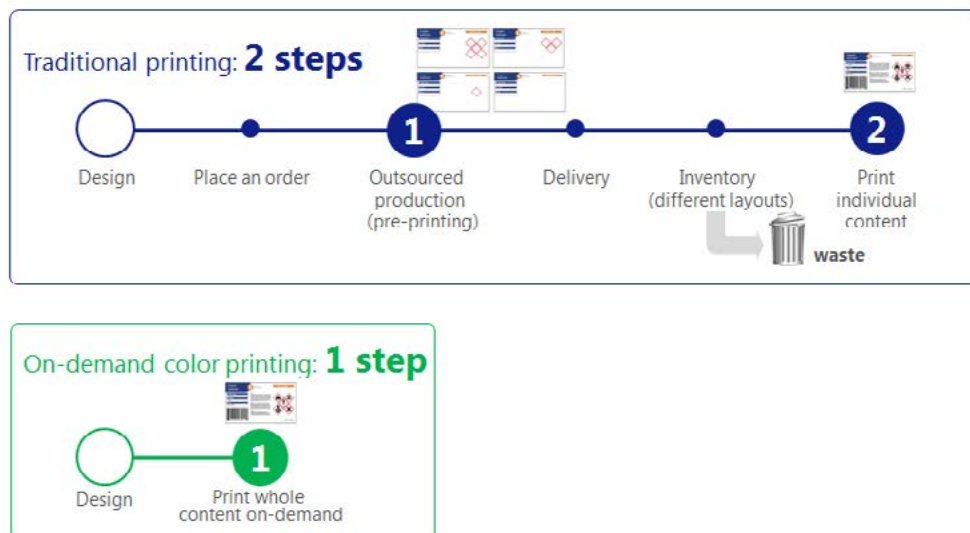 Traditional printing: 2 steps
1
2
Design
Place an order
Outsourced
production
(pre-printing)
Delivery
Inventory
(different layouts)
Print
individual
content
waste
On-demand color printing: 1 step
1
Design
Print whole
content on-demand